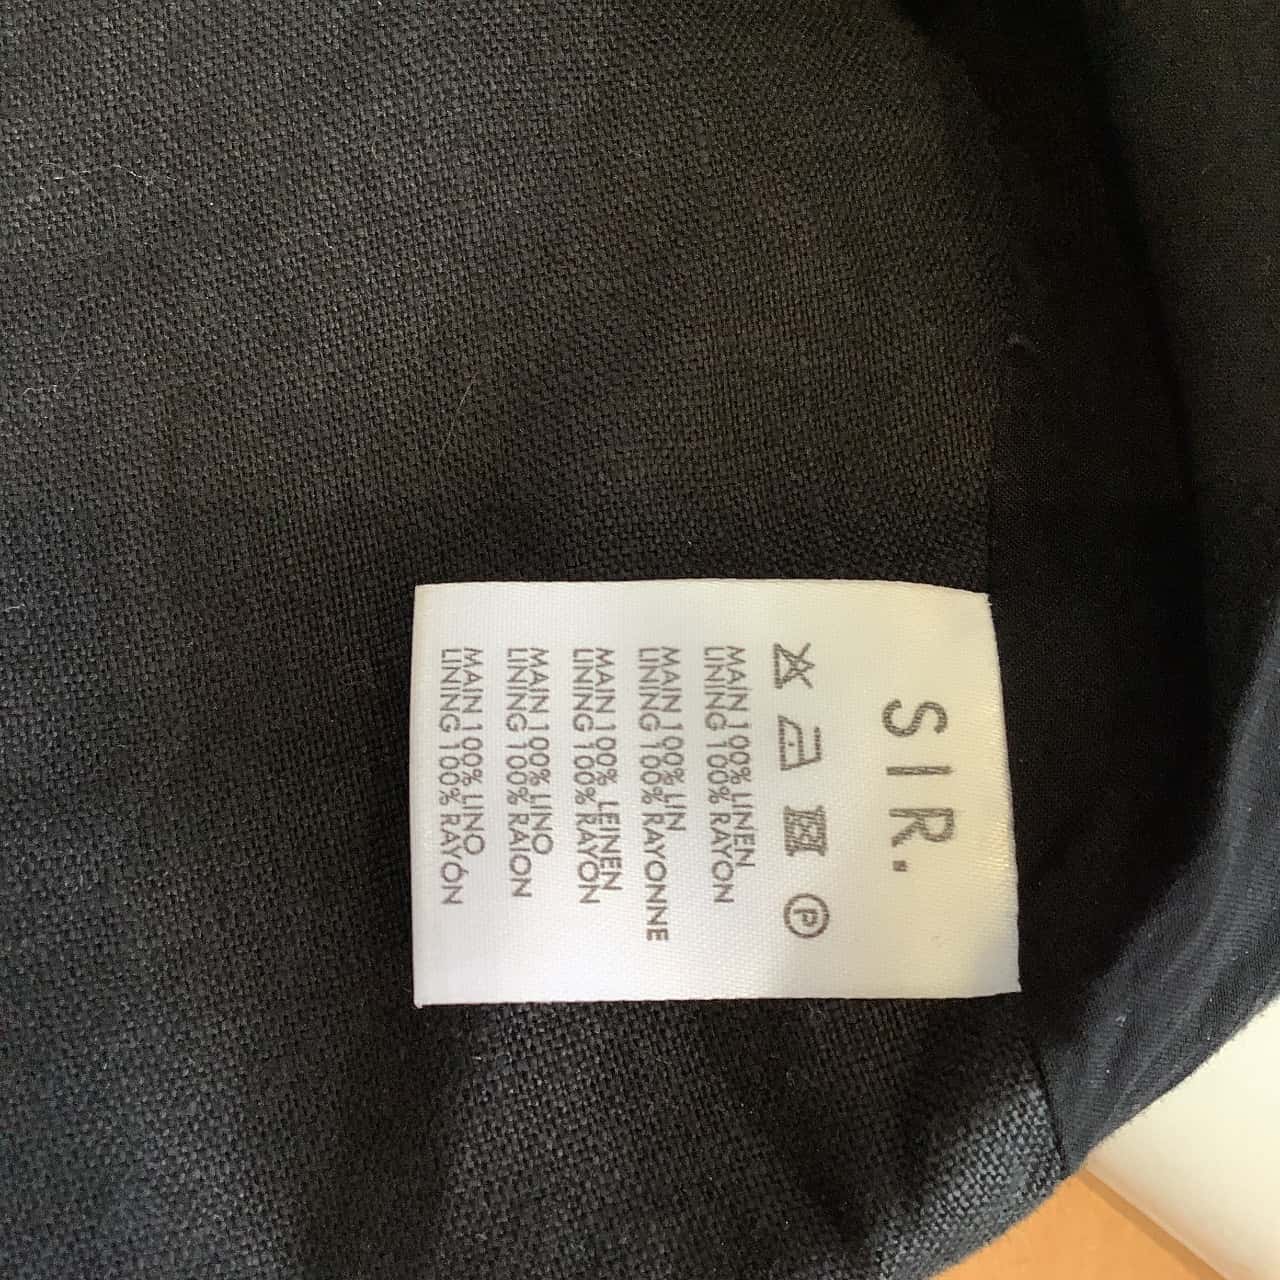 SIR.
P
MAIN 100% LINEN
LINING 100% RAYON
MAIN 100% LIN
LINING 100% RAYONNE
MAIN 100% LEINEN
LINING 100% RAYON
MAIN 100% LINO
LINING 100% RAION
MAIN 100% LINO
LINING 100% RAYÓN